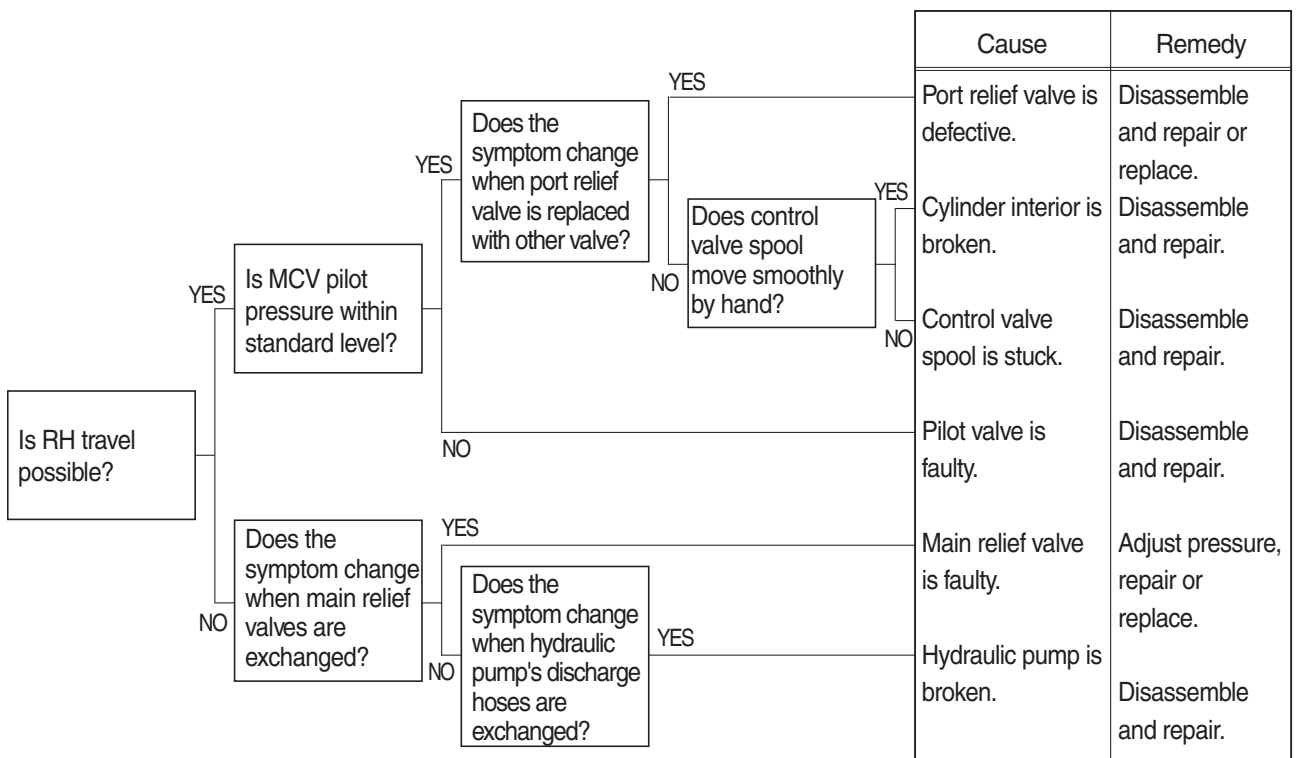 Is RH travel
possible?
YES
NO
Is MCV pilot
pressure within
standard level?
YES
NO
Does the
symptom change
when port relief
valve is replaced
with other valve?
YES
NO
Does control
valve spool
move smoothly
by hand?
YES
NO
Does the
symptom change
when main relief
valves are
exchanged?
YES
NO
Does the
symptom change
when hydraulic
pump's discharge
hoses are
exchanged?
YES
Cause
Remedy
Port relief valve is
defective.
Disassemble
and repair or
replace.
Cylinder interior is
broken.
Disassemble
and repair.
Control valve
spool is stuck.
Disassemble
and repair.
Pilot valve is
faulty.
Disassemble
and repair.
Main relief valve
is faulty.
Adjust pressure,
repair or
replace.
Hydraulic pump is
broken.
Disassemble
and repair.